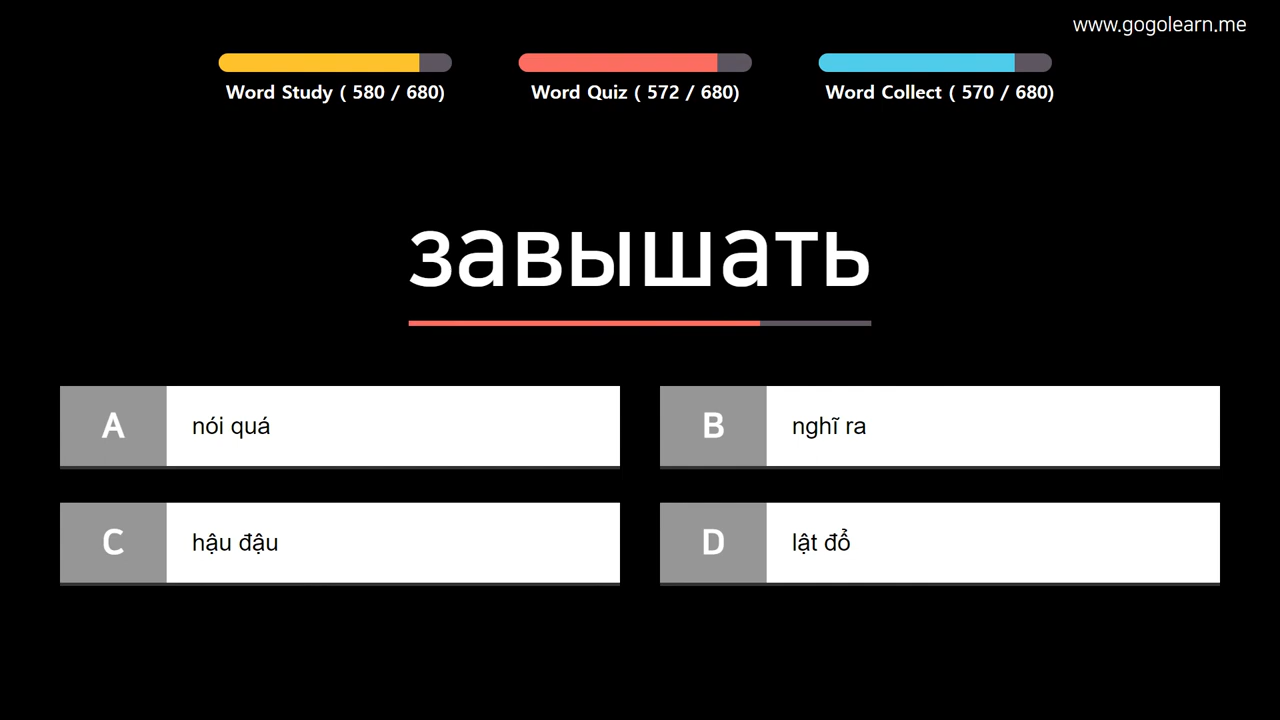 www.gogolearn.me
Word Study ( 580 / 680)
Word Quiz ( 572 / 680)
Word Collect ( 570 / 680)
завышать
A nói quá
B nghĩ ra
C hậu đậu
D lật đổ